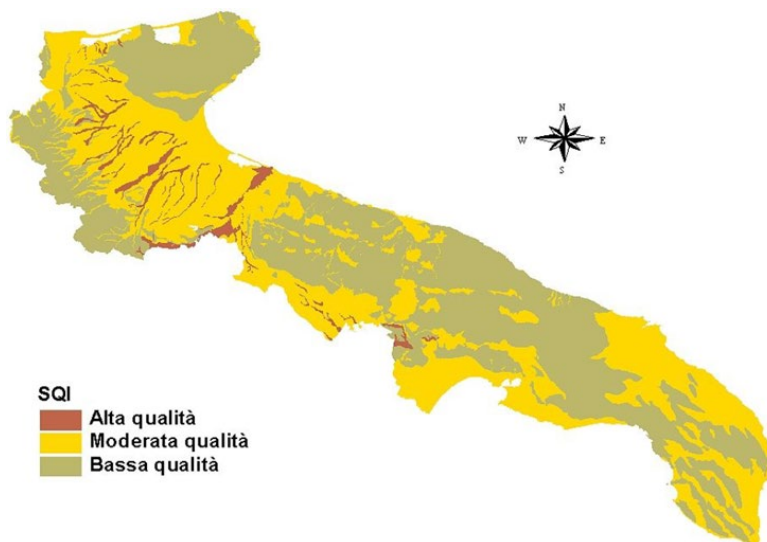 N
W E
S
SQI
Alta qualità
Moderata qualità
Bassa qualità